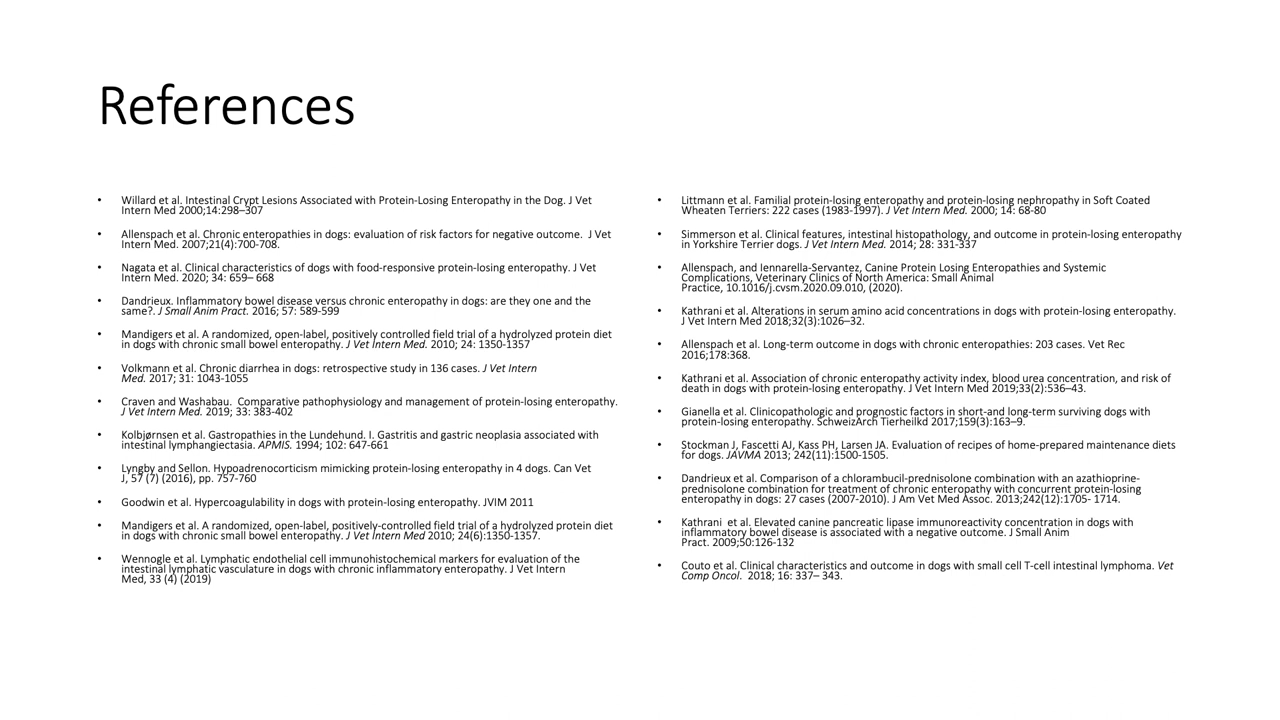 References
• Willard et al. Intestinal Crypt Lesions Associated with Protein-Losing Enteropathy in the Dog. J Vet
Intern Med 2000;14:298–307
• Allenspach et al. Chronic enteropathies in dogs: evaluation of risk factors for negative outcome.  J Vet
Intern Med. 2007;21(4):700-708.
• Nagata et al. Clinical characteristics of dogs with food-responsive protein-losing enteropathy. J Vet
Intern Med. 2020; 34: 659– 668
• Dandrieux. Inflammatory bowel disease versus chronic enteropathy in dogs: are they one and the
same?. J Small Anim Pract. 2016; 57: 589-599
• Mandigers et al. A randomized, open-label, positively controlled field trial of a hydrolyzed protein diet
in dogs with chronic small bowel enteropathy. J Vet Intern Med. 2010; 24: 1350-1357
• Volkmann et al. Chronic diarrhea in dogs: retrospective study in 136 cases. J Vet Intern
Med. 2017; 31: 1043-1055
• Craven and Washabau.  Comparative pathophysiology and management of protein-losing enteropathy.
J Vet Intern Med. 2019; 33: 383-402
• Kolbjørnsen et al. Gastropathies in the Lundehund. I. Gastritis and gastric neoplasia associated with
intestinal lymphangiectasia. APMIS. 1994; 102: 647-661
• Lyngby and Sellon. Hypoadrenocorticism mimicking protein-losing enteropathy in 4 dogs. Can Vet
J, 57 (7) (2016), pp. 757-760
• Goodwin et al. Hypercoagulability in dogs with protein-losing enteropathy. JVIM 2011
• Mandigers et al. A randomized, open-label, positively-controlled field trial of a hydrolyzed protein diet
in dogs with chronic small bowel enteropathy. J Vet Intern Med 2010; 24(6):1350-1357.
• Wennogle et al. Lymphatic endothelial cell immunohistochemical markers for evaluation of the
intestinal lymphatic vasculature in dogs with chronic inflammatory enteropathy. J Vet Intern
Med, 33 (4) (2019)
• Littmann et al. Familial protein-losing enteropathy and protein-losing nephropathy in Soft Coated
Wheaten Terriers: 222 cases (1983-1997). J Vet Intern Med. 2000; 14: 68-80
• Simmerson et al. Clinical features, intestinal histopathology, and outcome in protein-losing enteropathy
in Yorkshire Terrier dogs. J Vet Intern Med. 2014; 28: 331-337
• Allenspach, and Iennarella-Servantez, Canine Protein Losing Enteropathies and Systemic
Complications, Veterinary Clinics of North America: Small Animal
Practice, 10.1016/j.cvsm.2020.09.010, (2020).
• Kathrani et al. Alterations in serum amino acid concentrations in dogs with protein-losing enteropathy.
J Vet Intern Med 2018;32(3):1026–32.
• Allenspach et al. Long-term outcome in dogs with chronic enteropathies: 203 cases. Vet Rec
2016;178:368.
• Kathrani et al. Association of chronic enteropathy activity index, blood urea concentration, and risk of
death in dogs with protein-losing enteropathy. J Vet Intern Med 2019;33(2):536–43.
• Gianella et al. Clinicopathologic and prognostic factors in short-and long-term surviving dogs with
protein-losing enteropathy. SchweizArch Tierheilkd 2017;159(3):163–9.
• Stockman J, Fascetti AJ, Kass PH, Larsen JA. Evaluation of recipes of home-prepared maintenance diets
for dogs. JAVMA 2013; 242(11):1500-1505.
• Dandrieux et al. Comparison of a chlorambucil-prednisolone combination with an azathioprine-
prednisolone combination for treatment of chronic enteropathy with concurrent protein-losing
enteropathy in dogs: 27 cases (2007-2010). J Am Vet Med Assoc. 2013;242(12):1705- 1714.
• Kathrani  et al. Elevated canine pancreatic lipase immunoreactivity concentration in dogs with
inflammatory bowel disease is associated with a negative outcome. J Small Anim
Pract. 2009;50:126-132
• Couto et al. Clinical characteristics and outcome in dogs with small cell T-cell intestinal lymphoma. Vet
Comp Oncol.  2018; 16: 337– 343.